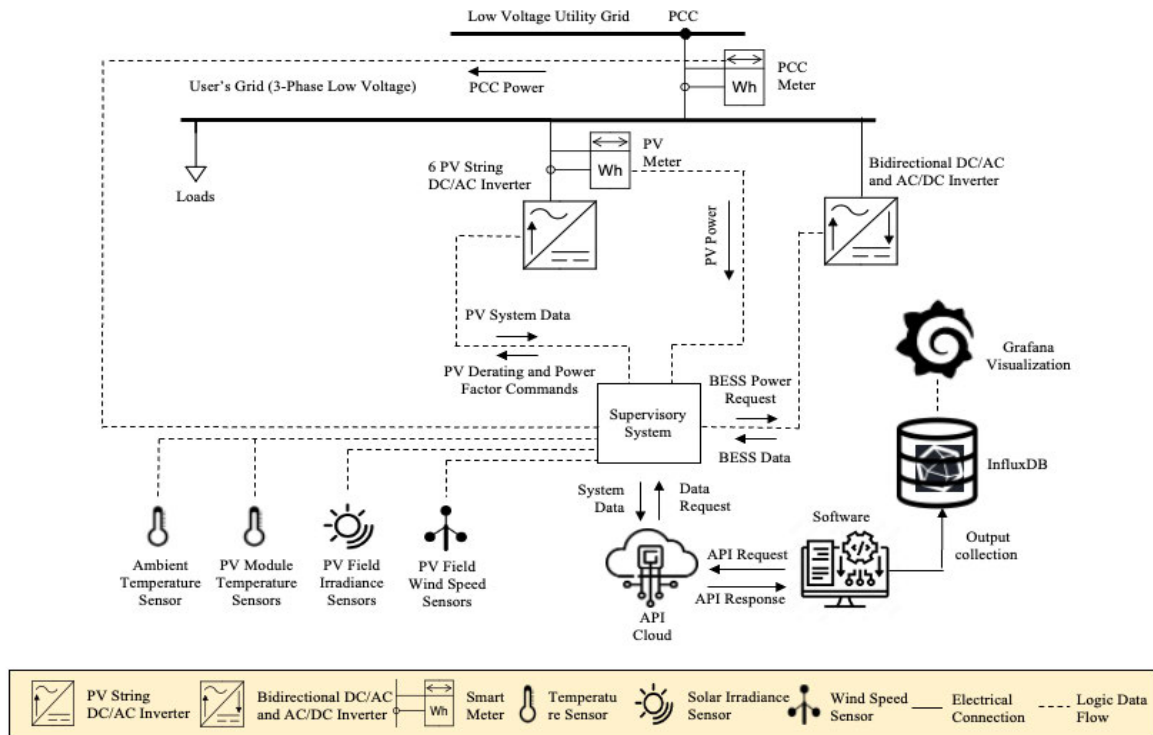 Low Voltage Utility Grid
PCC
PCC
Meter
Wh
PCC Power
User's Grid (3-Phase Low Voltage)
PV
Meter
Wh
6 PV String
DC/AC Inverter
Bidirectional DC/AC
and AC/DC Inverter
Loads
PV Power
PV System Data
PV Derating and Power
Factor Commands
Grafana
Visualization
BESS Power
Request
Supervisory
System
BESS Data
InfluxDB
System
Data
Data
Request
Software
Output
collection
API Request
API Response
API
Cloud
Ambient
Temperature
Sensor
PV Module
Temperature
Sensors
PV Field
Irradiance
Sensors
PV Field
Wind Speed
Sensors
PV String
DC/AC Inverter
Bidirectional DC/AC
and AC/DC Inverter
Wh
Smart
Meter
Temperatu
re Sensor
Solar Irradiance
Sensor
Wind Speed
Sensor
Electrical
Connection
Logic Data
Flow